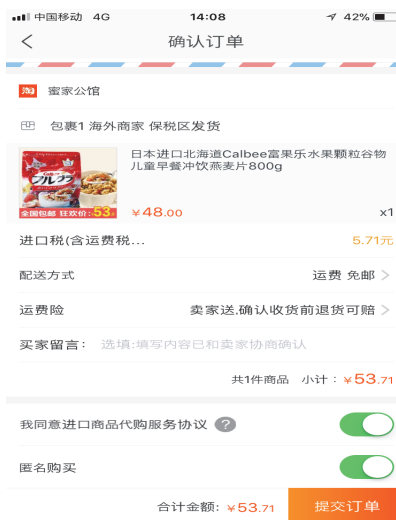 中国移动 4G 14:08 42%
确认订单
淘 蜜家公馆
包裹1 海外商家 保税区发货
日本进口北海道Calbee富果乐水果颗粒谷物
儿童早餐冲饮燕麦片800g
フルグラ
全国包邮 狂欢价:53
￥48.00 x1
进口税(含运费税... 5.71元
配送方式 运费 免邮 >
运费险 卖家送,确认收货前退货可赔 >
买家留言: 选填:填写内容已和卖家协商确认
共1件商品 小计：￥53.71
我同意进口商品代购服务协议 ?
匿名购买
合计金额: ￥53.71 提交订单